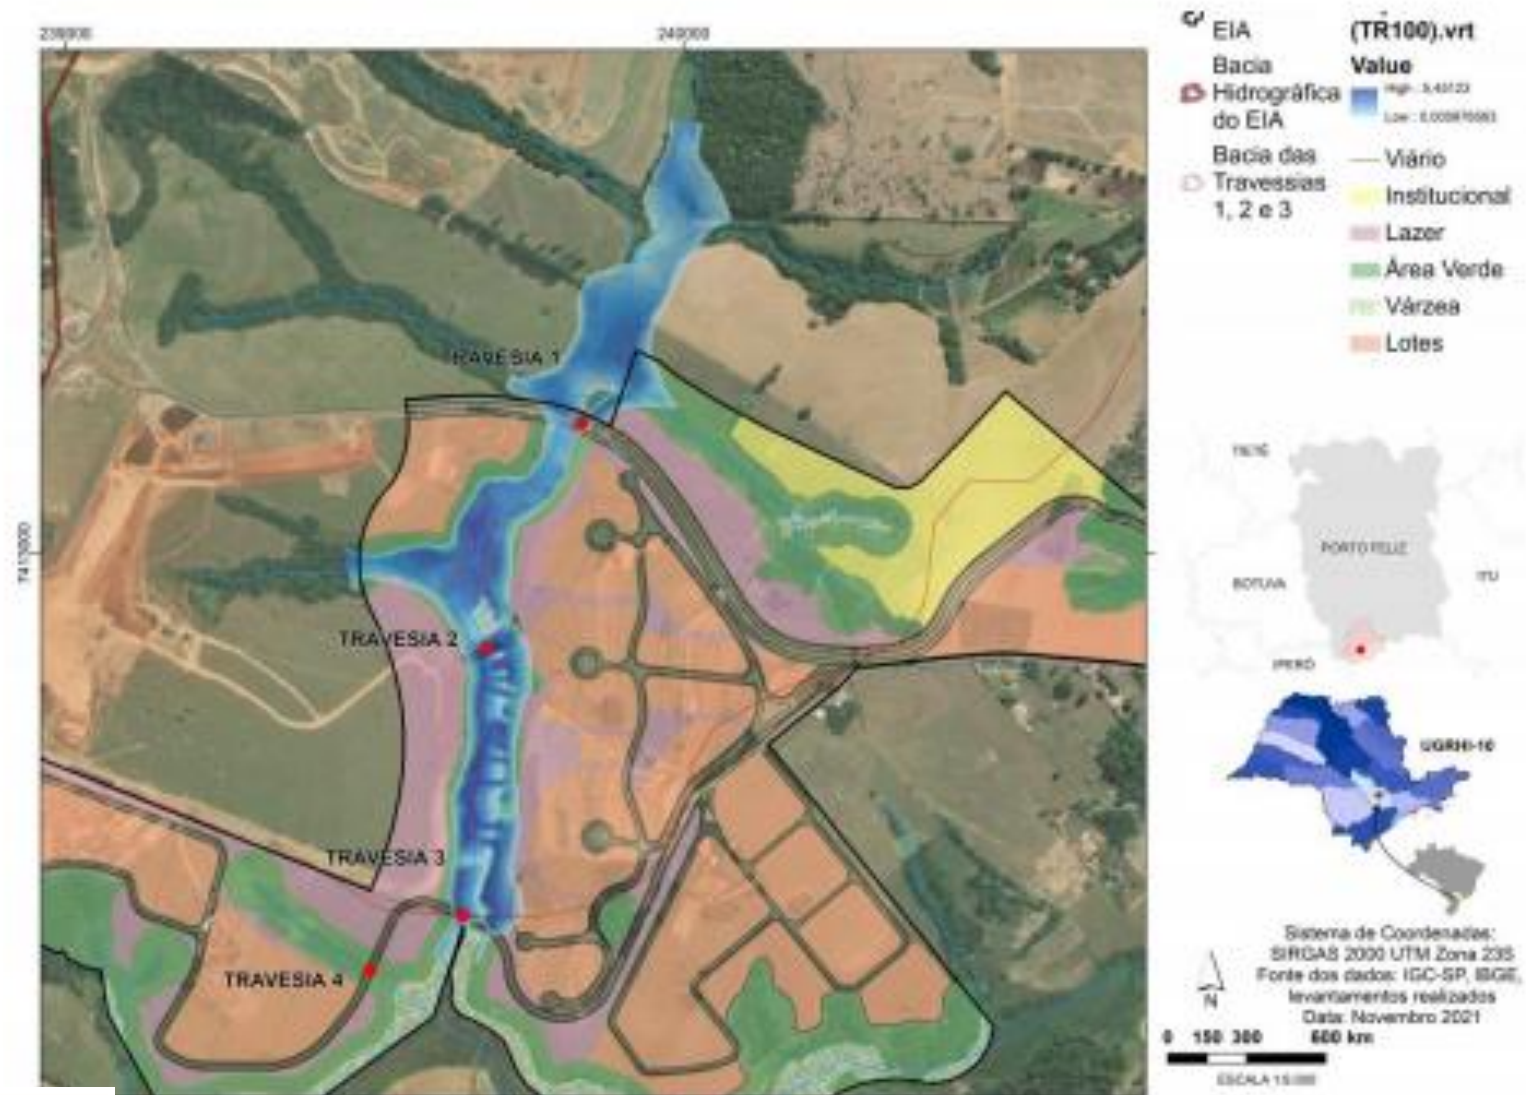 240000
7413000
TRAVESIA 2
TRAVESIA 3
TRAVESIA 4
EIA
Bacia
Hidrográfica
do EIA
Bacia das
Travessias
1, 2 e 3
(TR100).vrt
Value
Viário
Institucional
Lazer
Área Verde
Várzea
Lotes
TIETÊ
PORTO FELIZ
ITU
IPERÓ
UGRHI-10
Sistema de Coordenadas:
SIRGAS 2000 UTM Zona 23S
Fonte dos dados: IGC-SP, IBGE,
levantamentos realizados
Data: Novembro 2021
N
0 150 300 600 km